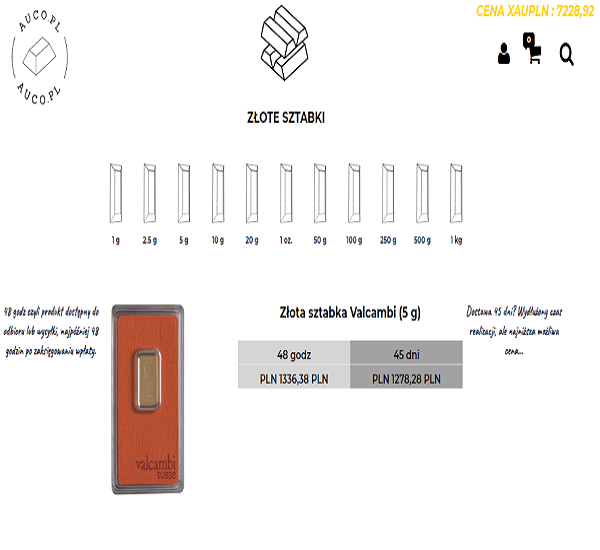 AUCO.PL
AUCO.PL
CENA XAUPLN : 7228,92
0
ZŁOTE SZTABKI
1 g 2.5 g 5 g 10 g 20 g 1 oz. 50 g 100 g 250 g 500 g 1 kg
48 godz czyli produkt dostępny do
odbioru lub wysyłki, najpóźniej 48
godzin po zaksięgowaniu wpłaty.
valcambi
suisse
Złota sztabka Valcambi (5 g)
48 godz 45 dni
PLN 1336,38 PLN PLN 1278,28 PLN
Dostawa 45 dni? Wydłużony czas
realizacji, ale najniższa możliwa
cena...